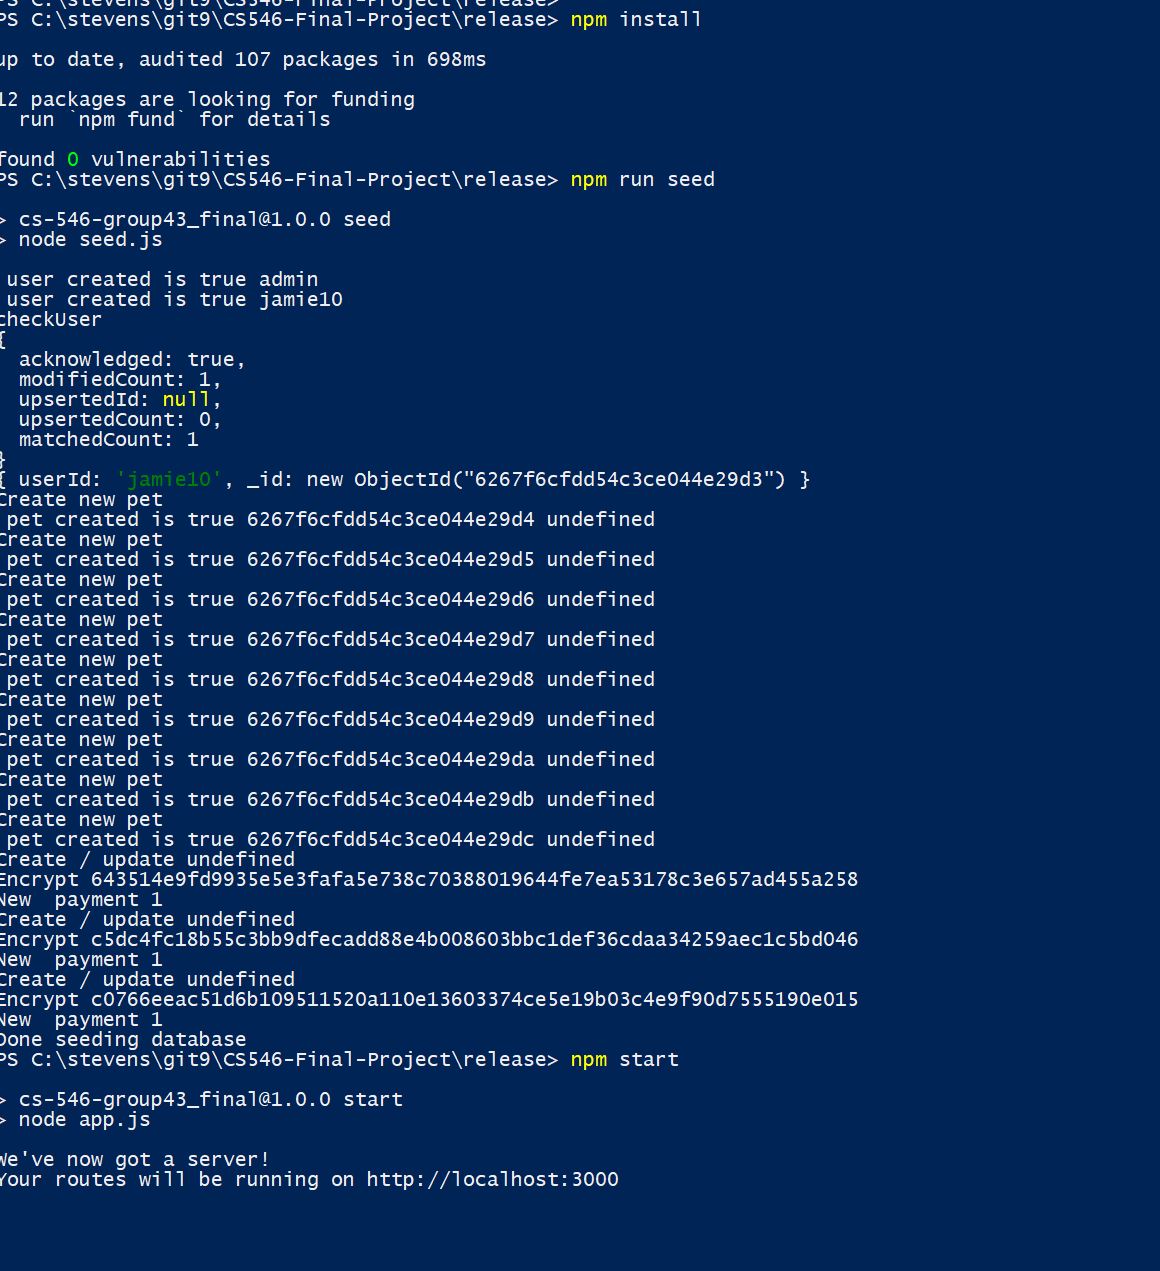 PS C:\stevens\git9\CS546-Final-Project\release>
PS C:\stevens\git9\CS546-Final-Project\release> npm install
up to date, audited 107 packages in 698ms
12 packages are looking for funding
run `npm fund` for details
found 0 vulnerabilities
PS C:\stevens\git9\CS546-Final-Project\release> npm run seed
> cs-546-group43_final@1.0.0 seed
> node seed.js
user created is true admin
user created is true jamie10
checkUser
{
acknowledged: true,
modifiedCount: 1,
upsertedId: null,
upsertedCount: 0,
matchedCount: 1
}
{ userId: 'jamie10', _id: new ObjectId("6267f6cfdd54c3ce044e29d3") }
Create new pet
pet created is true 6267f6cfdd54c3ce044e29d4 undefined
Create new pet
pet created is true 6267f6cfdd54c3ce044e29d5 undefined
Create new pet
pet created is true 6267f6cfdd54c3ce044e29d6 undefined
Create new pet
pet created is true 6267f6cfdd54c3ce044e29d7 undefined
Create new pet
pet created is true 6267f6cfdd54c3ce044e29d8 undefined
Create new pet
pet created is true 6267f6cfdd54c3ce044e29d9 undefined
Create new pet
pet created is true 6267f6cfdd54c3ce044e29da undefined
Create new pet
pet created is true 6267f6cfdd54c3ce044e29db undefined
Create new pet
pet created is true 6267f6cfdd54c3ce044e29dc undefined
Create / update undefined
Encrypt 643514e9fd9935e5e3fafa5e738c70388019644fe7ea53178c3e657ad455a258
New  payment 1
Create / update undefined
Encrypt c5dc4fc18b55c3bb9dfecadd88e4b008603bbc1def36cdaa34259aec1c5bd046
New  payment 1
Create / update undefined
Encrypt c0766eeac51d6b109511520a110e13603374ce5e19b03c4e9f90d7555190e015
New  payment 1
Done seeding database
PS C:\stevens\git9\CS546-Final-Project\release> npm start
> cs-546-group43_final@1.0.0 start
> node app.js
We've now got a server!
Your routes will be running on http://localhost:3000